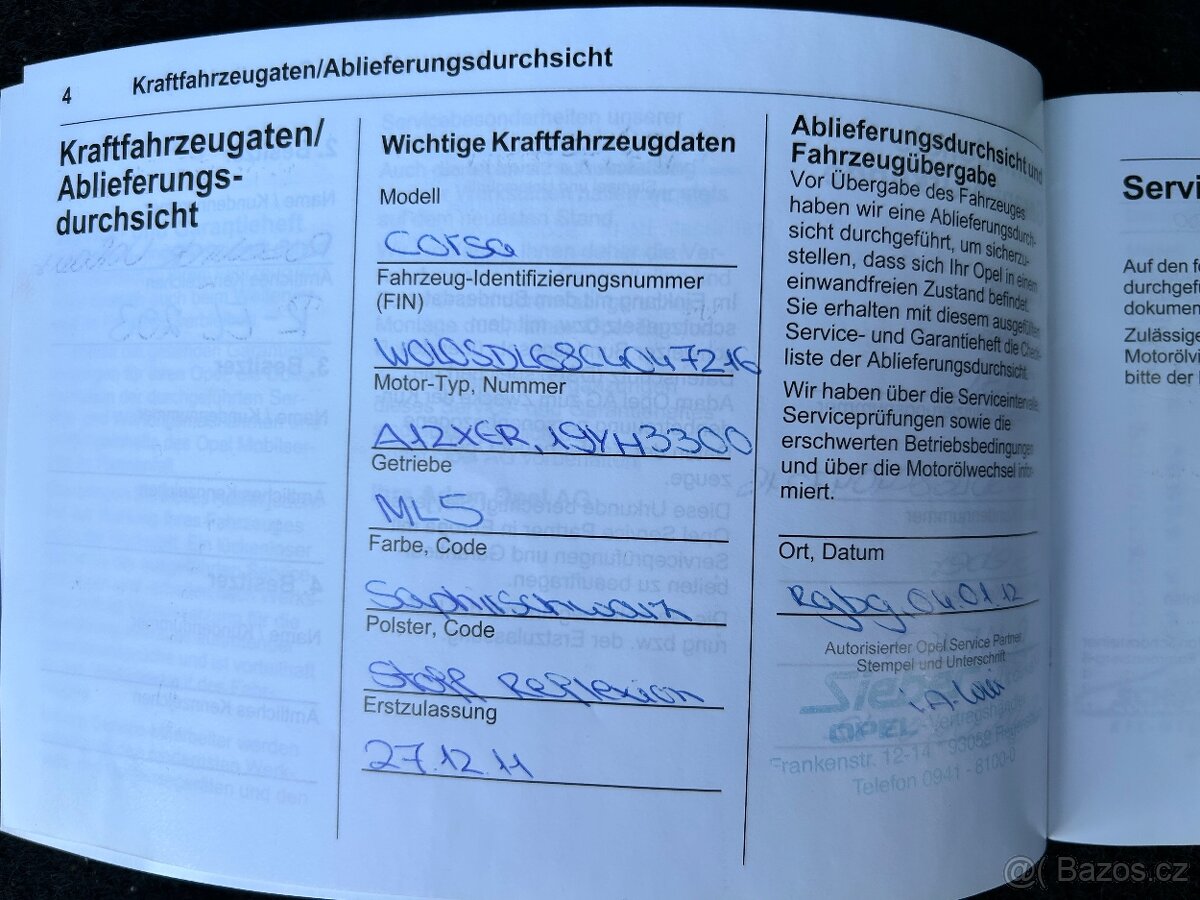 4
Kraftfahrzeugaten/Ablieferungsdurchsicht
Kraftfahrzeugaten/
Ablieferungs-
durchsicht
Wichtige Kraftfahrzeugdaten
Modell
Corsa
Fahrzeug-Identifizierungsnummer
(FIN)
W0L0SDL68C4047216
Motor-Typ, Nummer
A12XER, 19YH3300
Getriebe
ML5
Farbe, Code
Saphirschwarz
Polster, Code
Stoff Reflexion
Erstzulassung
27.12.11
Ablieferungsdurchsicht und
Fahrzeugübergabe
Vor Übergabe des Fahrzeuges
haben wir eine Ablieferungsdurch-
sicht durchgeführt, um sicherzu-
stellen, dass sich Ihr Opel in einem
einwandfreien Zustand befindet.
Sie erhalten mit diesem ausgefüllten
Service- und Garantieheft die Check-
liste der Ablieferungsdurchsicht.
Wir haben über die Serviceintervalle,
Serviceprüfungen sowie die
erschwerten Betriebsbedingungen
und über die Motorölwechsel infor-
miert.
Ort, Datum
Rgbg, 04.01.12
Autorisierter Opel Service Partner
Stempel und Unterschrift
i.A.
OPEL-Vertragshändler
Frankenstr. 12-14 * 93059
Telefon 0941 - 8100-0
Servi
Auf den f
durchgefü
dokumen
Zulässige
Motorölvi
bitte der
@( Bazos.cz